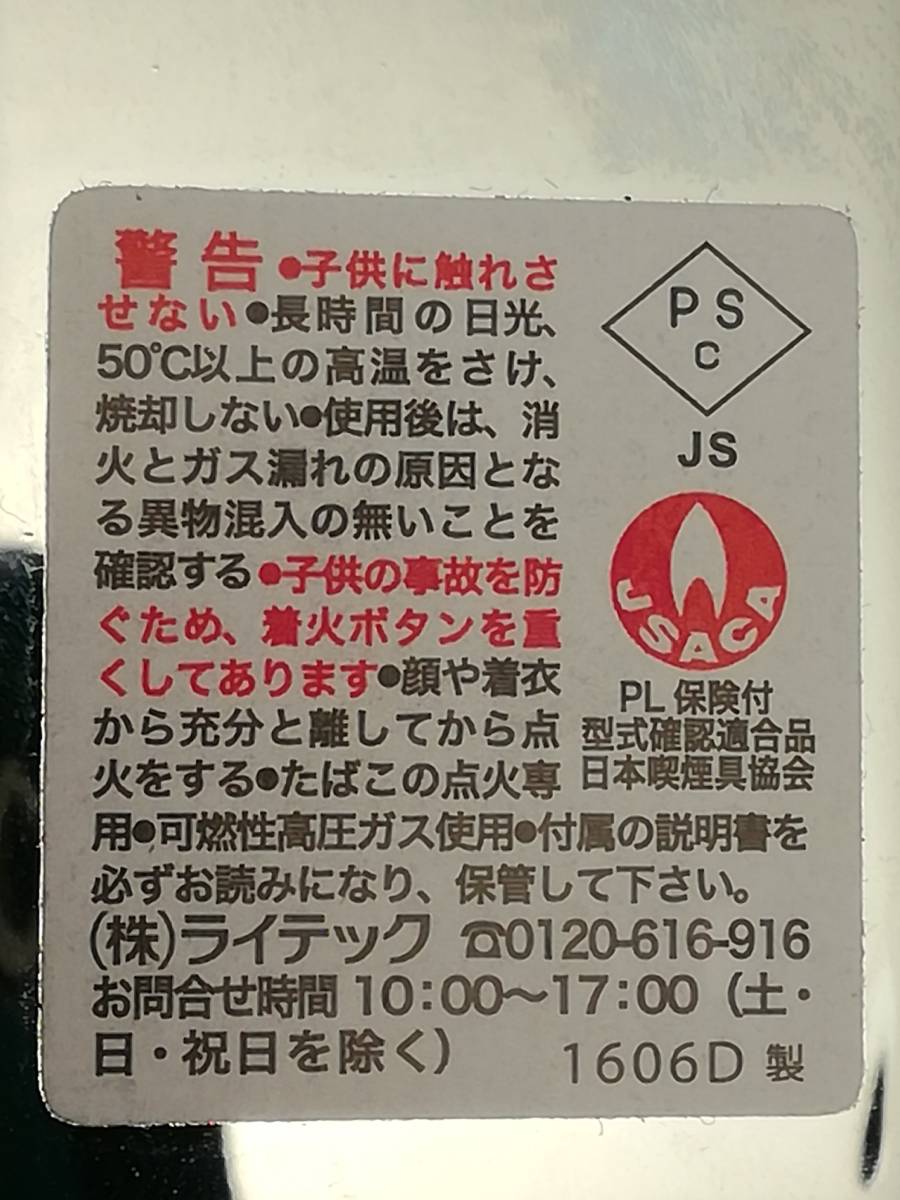 警告 ●子供に触れさ
せない●長時間の日光、
50℃以上の高温をさけ、
焼却しない●使用後は、消
火とガス漏れの原因とな
る異物混入の無いことを
確認する●子供の事故を防
ぐため、着火ボタンを重
くしてあります●顔や着衣
から充分と離してから点
火をする●たばこの点火専
用●可燃性高圧ガス使用●付属の説明書を
必ずお読みになり、保管して下さい。
(株)ライテック ☎0120-616-916
お問合せ時間 10:00〜17:00 (土・
日・祝日を除く)
1606D 製
PS
C
JS
JSACA
PL保険付
型式確認適合品
日本喫煙具協会